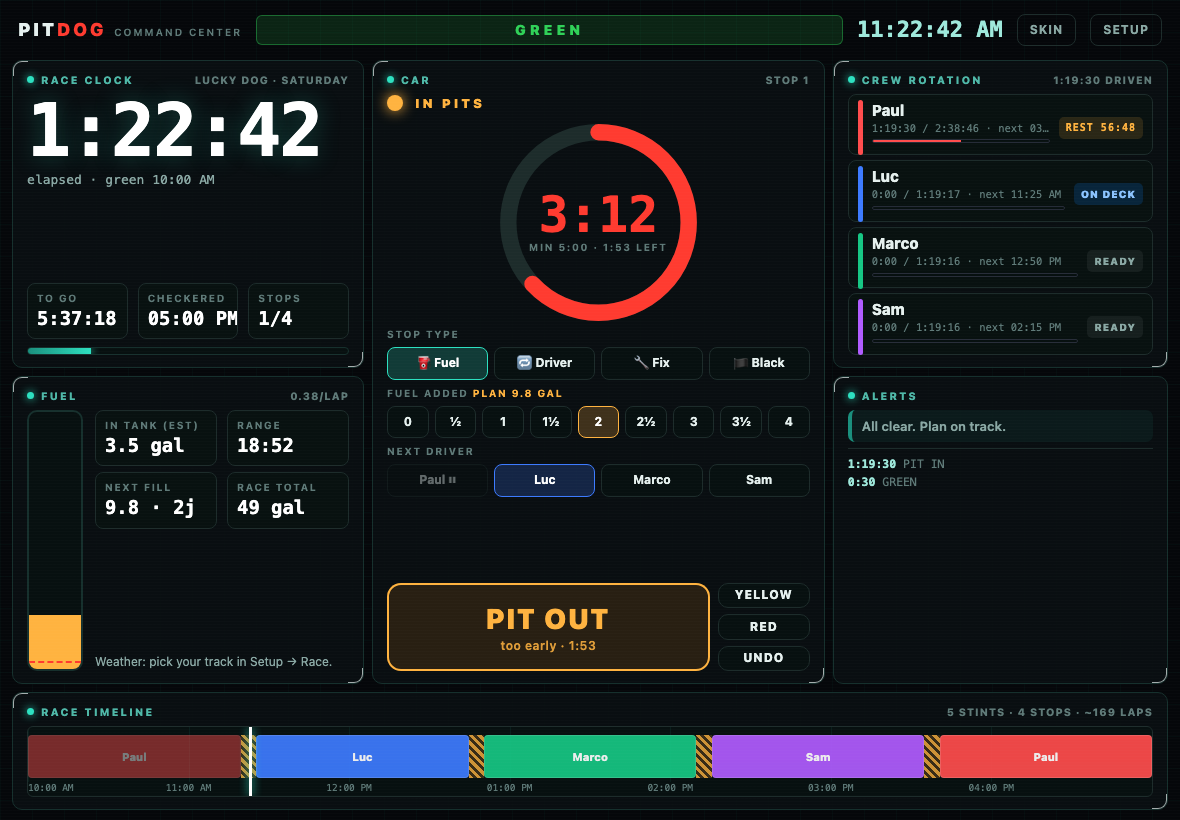 PITDOG COMMAND CENTER
GREEN
11:22:42 AM
SKIN
SETUP
RACE CLOCK
LUCKY DOG · SATURDAY
1:22:42
elapsed · green 10:00 AM
TO GO
5:37:18
CHECKERED
05:00 PM
STOPS
1/4
FUEL
0.38/LAP
IN TANK (EST)
3.5 gal
RANGE
18:52
NEXT FILL
9.8 · 2j
RACE TOTAL
49 gal
Weather: pick your track in Setup → Race.
CAR
STOP 1
IN PITS
3:12
MIN 5:00 · 1:53 LEFT
STOP TYPE
Fuel
Driver
Fix
Black
FUEL ADDED PLAN 9.8 GAL
0
½
1
1½
2
2½
3
3½
4
NEXT DRIVER
Paul
Luc
Marco
Sam
PIT OUT
too early · 1:53
YELLOW
RED
UNDO
CREW ROTATION
1:19:30 DRIVEN
Paul
1:19:30 / 2:38:46 · next 03…
REST 56:48
Luc
0:00 / 1:19:17 · next 11:25 AM
ON DECK
Marco
0:00 / 1:19:16 · next 12:50 PM
READY
Sam
0:00 / 1:19:16 · next 02:15 PM
READY
ALERTS
All clear. Plan on track.
1:19:30 PIT IN
0:30 GREEN
RACE TIMELINE
5 STINTS · 4 STOPS · ~169 LAPS
Paul
Luc
Marco
Sam
Paul
10:00 AM
11:00 AM
12:00 PM
01:00 PM
02:00 PM
03:00 PM
04:00 PM